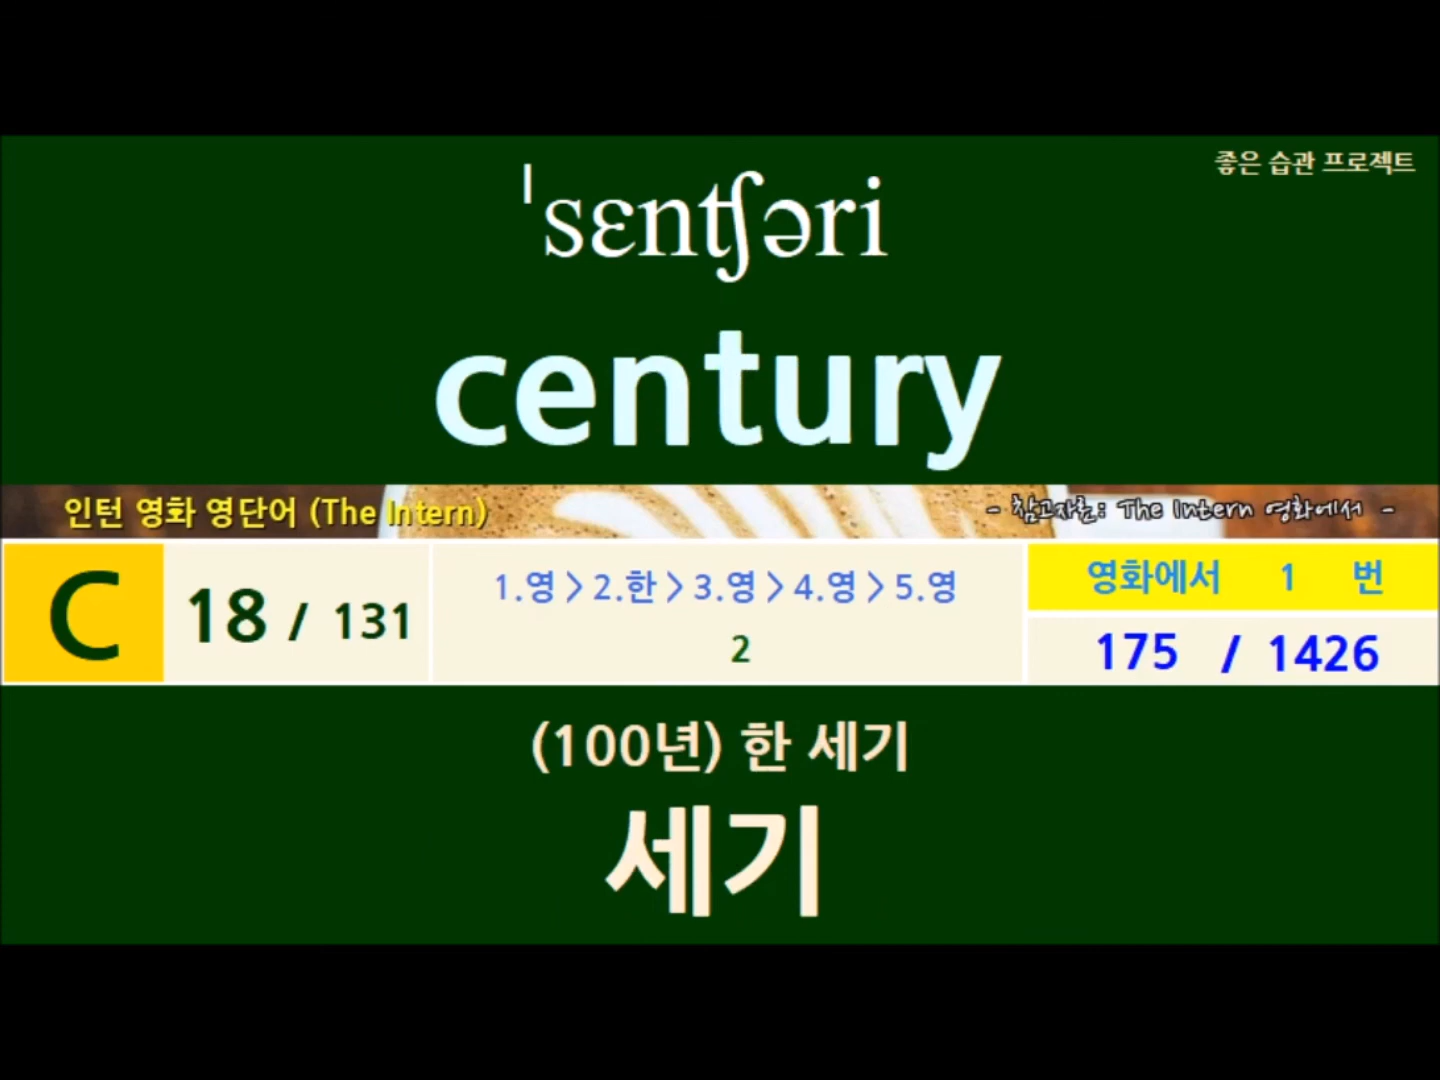 좋은 습관 프로젝트
ˈsɛnʧəri
century
인턴 영화 영단어 (The Intern)
- 참고자료: The Intern 영화에서 -
C
18 / 131
1.영 > 2.한 > 3.영 > 4.영 > 5.영
2
영화에서 1 번
175 / 1426
(100년) 한 세기
세기